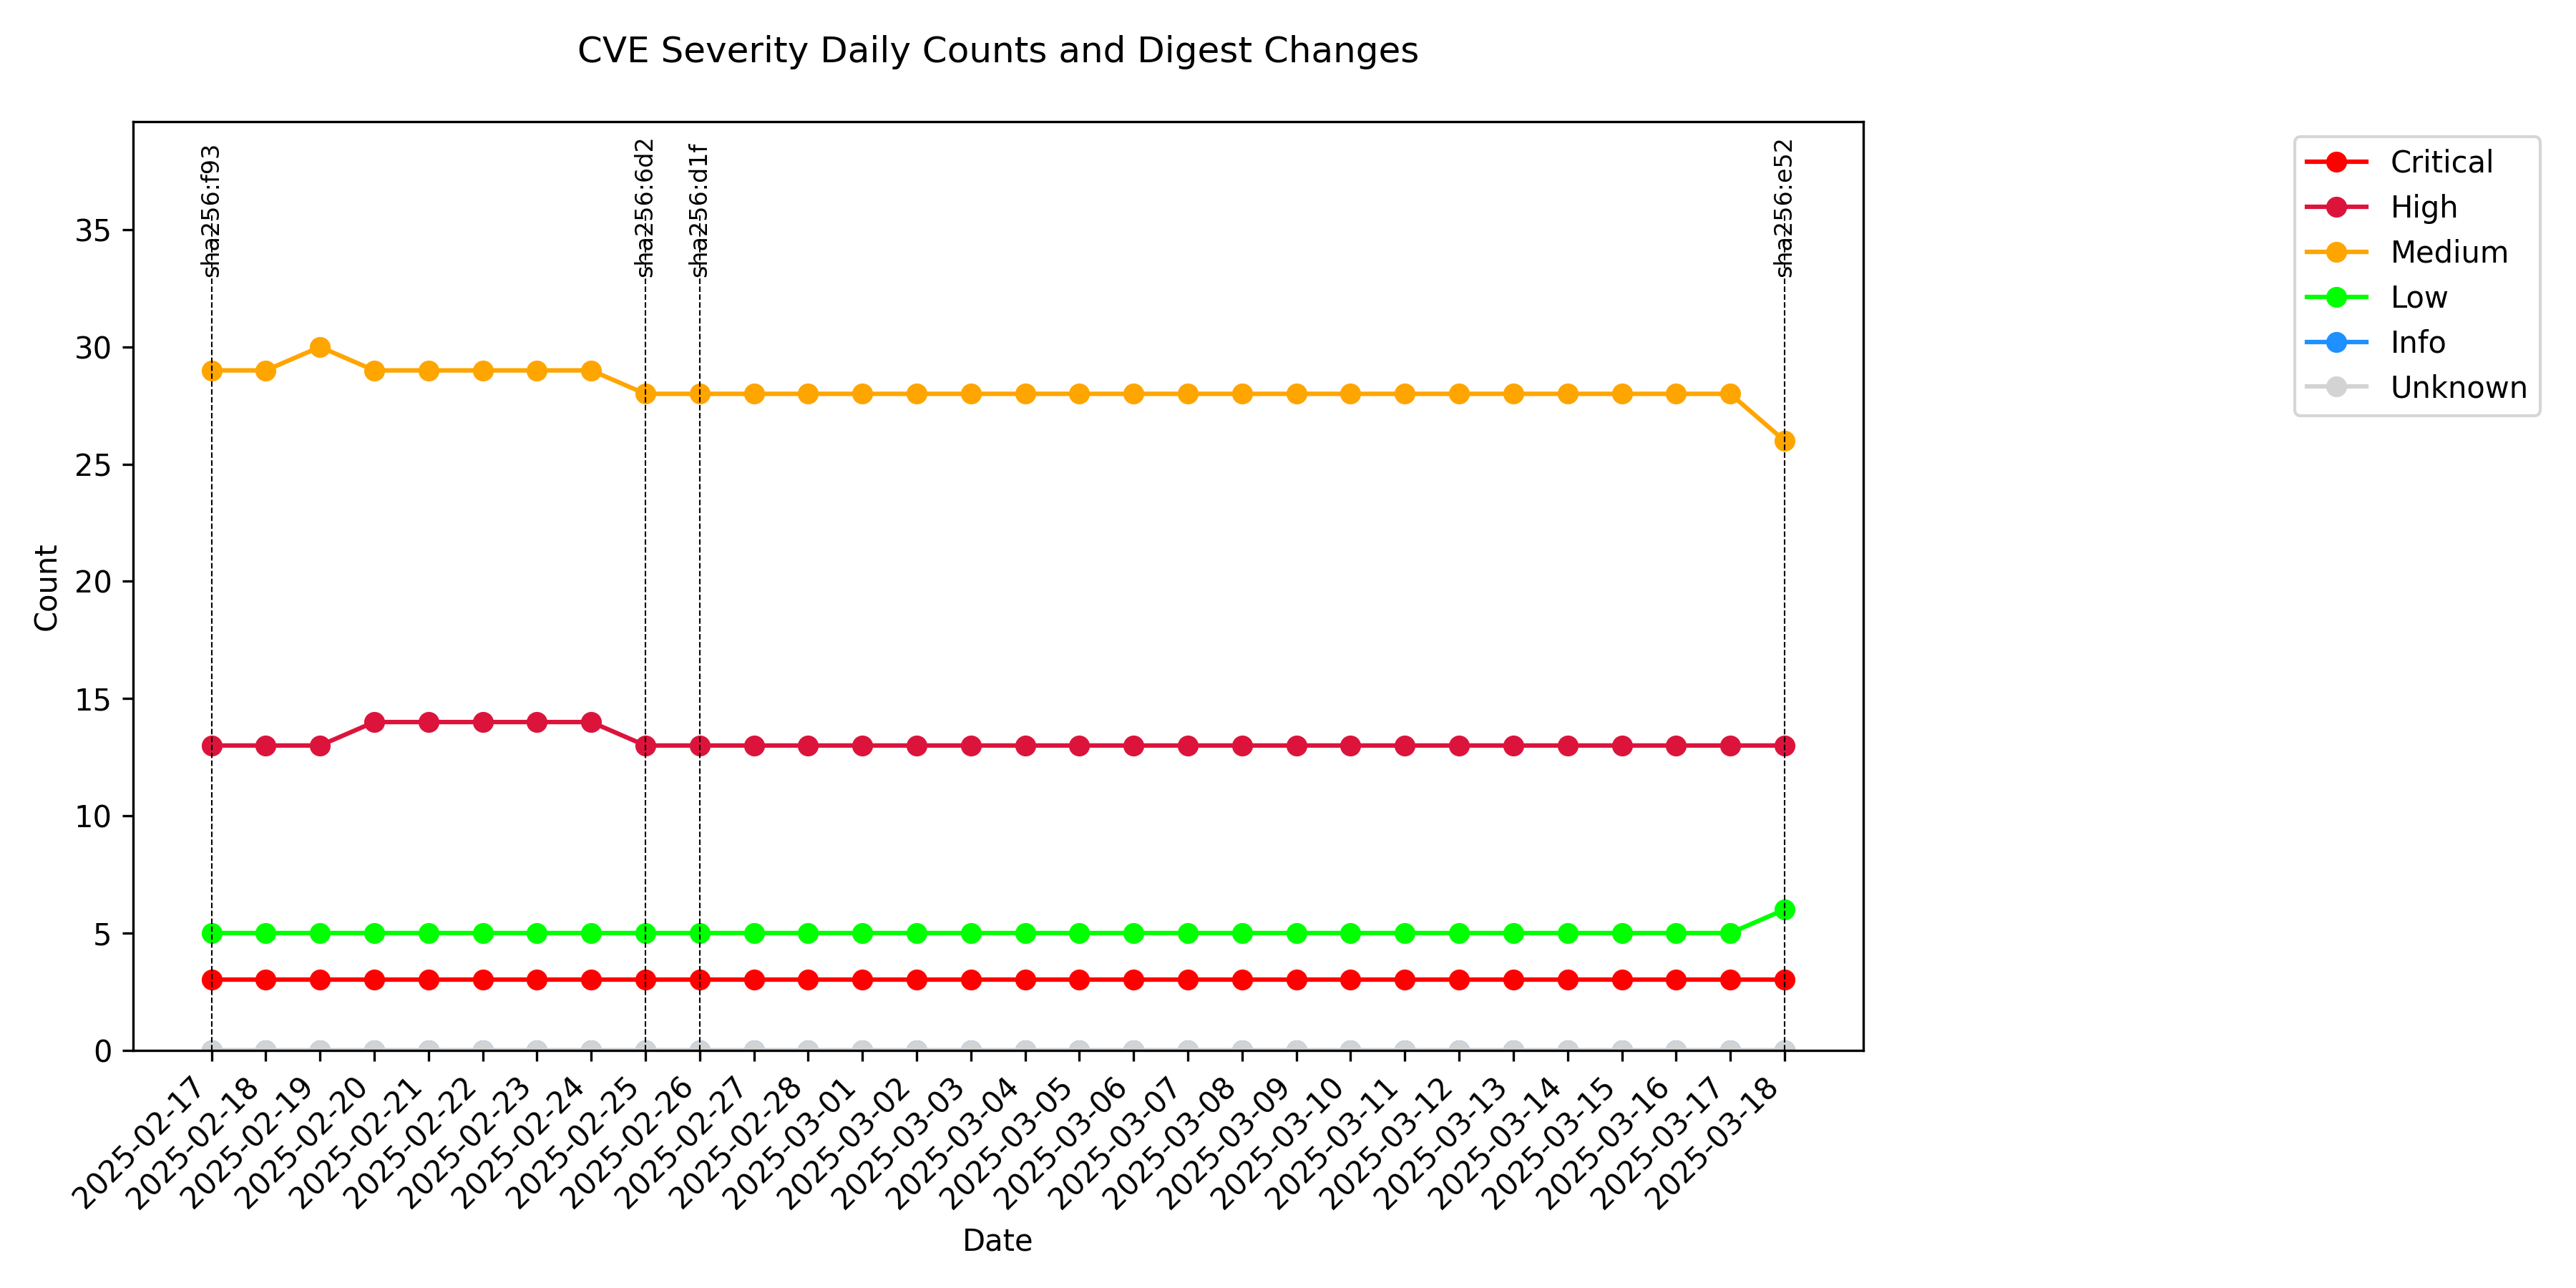 CVE Severity Daily Counts and Digest Changes
sha256:f93
sha256:6d2
sha256:d1f
sha256:e52
Critical
High
Medium
Low
Info
Unknown
Count
35
30
25
20
15
10
5
0
2025-02-17
2025-02-18
2025-02-19
2025-02-20
2025-02-21
2025-02-22
2025-02-23
2025-02-24
2025-02-25
2025-02-26
2025-02-27
2025-02-28
2025-03-01
2025-03-02
2025-03-03
2025-03-04
2025-03-05
2025-03-06
2025-03-07
2025-03-08
2025-03-09
2025-03-10
2025-03-11
2025-03-12
2025-03-13
2025-03-14
2025-03-15
2025-03-16
2025-03-17
2025-03-18
Date